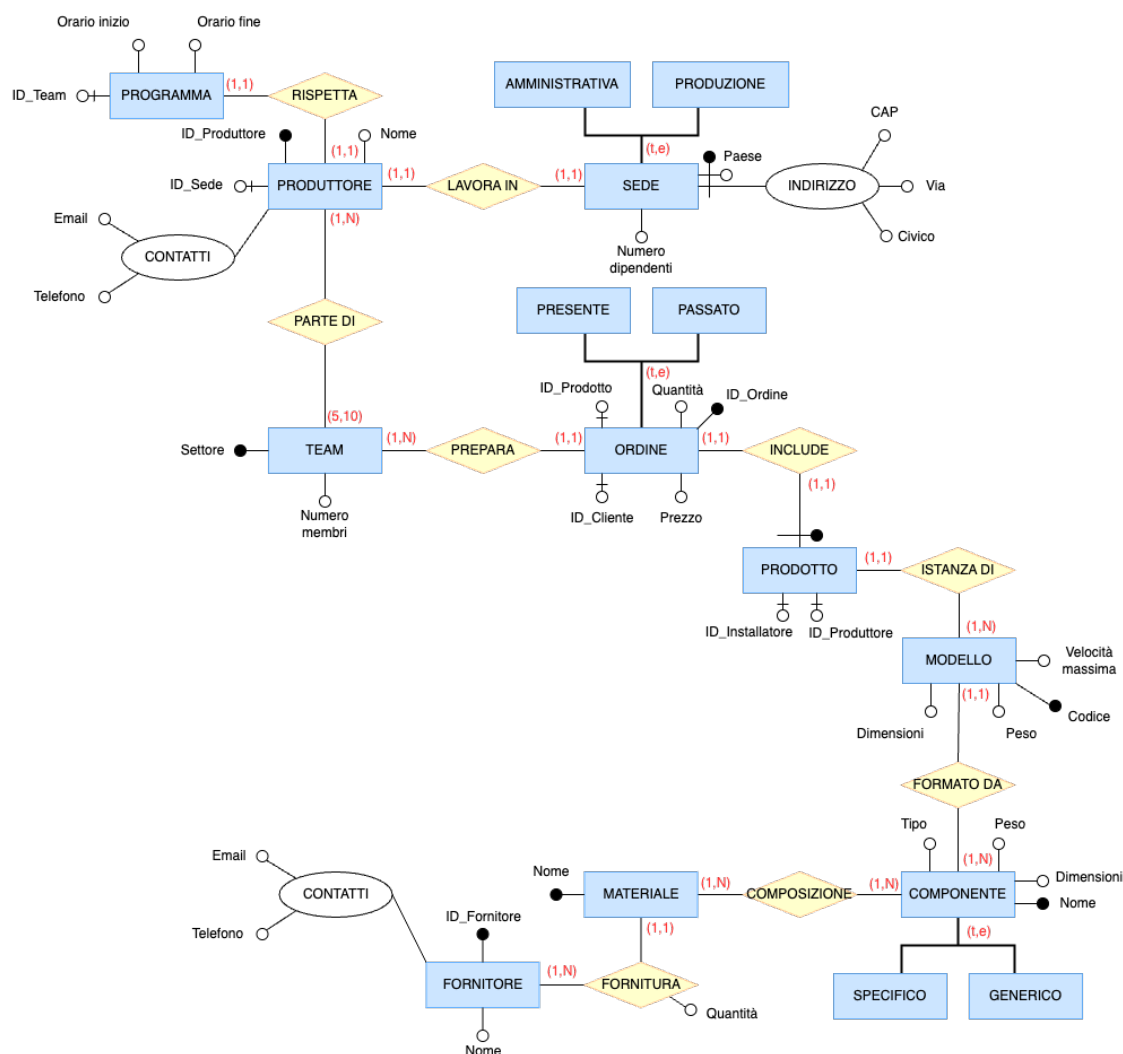 Orario inizio
Orario fine
ID_Team
PROGRAMMA
(1,1)
RISPETTA
AMMINISTRATIVA
PRODUZIONE
CAP
ID_Produttore
Nome
(1,1)
(t,e)
Paese
ID_Sede
PRODUTTORE
(1,1)
LAVORA IN
(1,1)
SEDE
INDIRIZZO
Via
Email
(1,N)
CONTATTI
Civico
Numero
dipendenti
Telefono
PRESENTE
PASSATO
PARTE DI
(t,e)
ID_Prodotto
Quantità
ID_Ordine
(5,10)
Settore
TEAM
(1,N)
PREPARA
(1,1)
ORDINE
(1,1)
INCLUDE
(1,1)
Numero
membri
ID_Cliente
Prezzo
PRODOTTO
(1,1)
ISTANZA DI
ID_Installatore
ID_Produttore
(1,N)
MODELLO
Velocità
massima
(1,1)
Dimensioni
Peso
Codice
FORMATO DA
Tipo
Peso
Email
(1,N)
Nome
MATERIALE
(1,N)
COMPOSIZIONE
(1,N)
COMPONENTE
Dimensioni
Nome
CONTATTI
ID_Fornitore
(1,1)
(t,e)
Telefono
FORNITORE
(1,N)
FORNITURA
SPECIFICO
GENERICO
Quantità
Nome